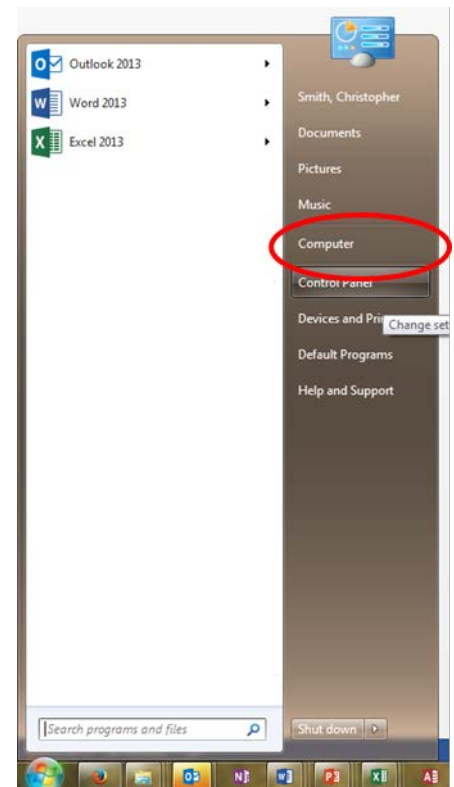 Outlook 2013
Word 2013
Excel 2013
Search programs and files
Smith, Christopher
Documents
Pictures
Music
Computer
Control Panel
Devices and Pri
Change set
Default Programs
Help and Support
Shut down